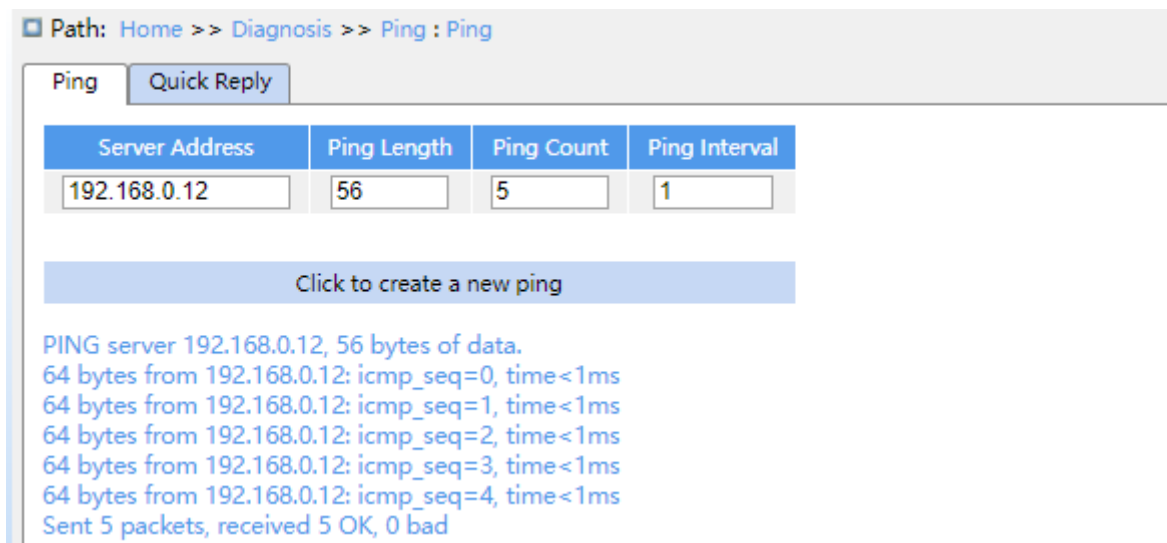 Path: Home >> Diagnosis >> Ping : Ping
Ping Quick Reply
Server Address Ping Length Ping Count Ping Interval
192.168.0.12 56 5 1
Click to create a new ping
PING server 192.168.0.12, 56 bytes of data.
64 bytes from 192.168.0.12: icmp_seq=0, time<1ms
64 bytes from 192.168.0.12: icmp_seq=1, time<1ms
64 bytes from 192.168.0.12: icmp_seq=2, time<1ms
64 bytes from 192.168.0.12: icmp_seq=3, time<1ms
64 bytes from 192.168.0.12: icmp_seq=4, time<1ms
Sent 5 packets, received 5 OK, 0 bad